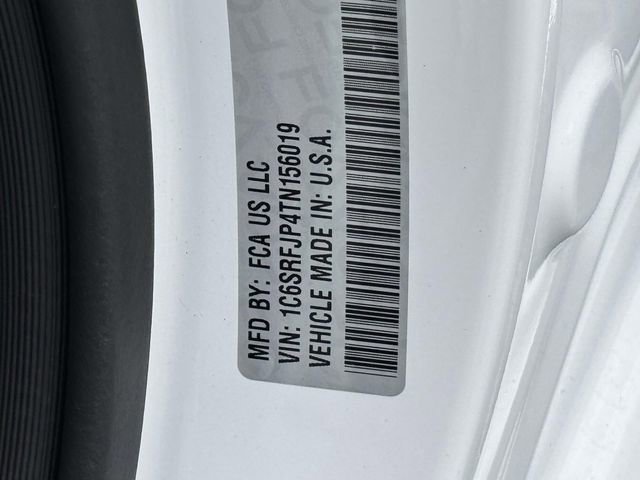 MFD BY: FCA US LLC
VIN: 1C6SRFJP4TN156019
VEHICLE MADE IN: U.S.A.